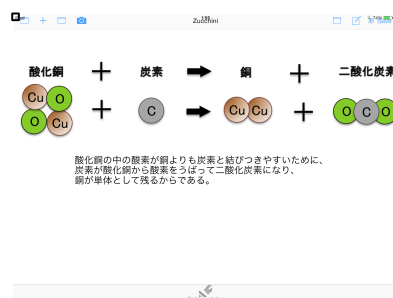 Zucchini
酸化銅 + 炭素 → 銅 + 二酸化炭素
Cu O + C → Cu Cu + O C O
O Cu
酸化銅の中の酸素が銅よりも炭素と結びつきやすいために、
炭素が酸化銅から酸素をうばって二酸化炭素になり、
銅が単体として残るからである。